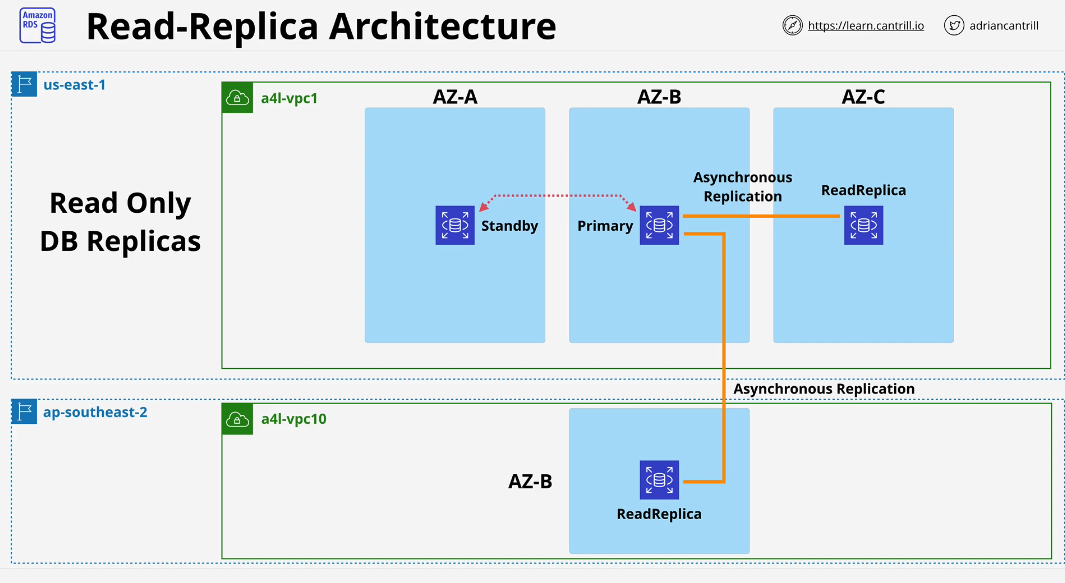 Amazon
RDS
Read-Replica Architecture
https://learn.cantrill.io
adriancantrill
us-east-1
a4l-vpc1
AZ-A
AZ-B
AZ-C
Read Only
DB Replicas
Asynchronous
Replication
ReadReplica
Standby
Primary
Asynchronous Replication
ap-southeast-2
a4l-vpc10
AZ-B
ReadReplica